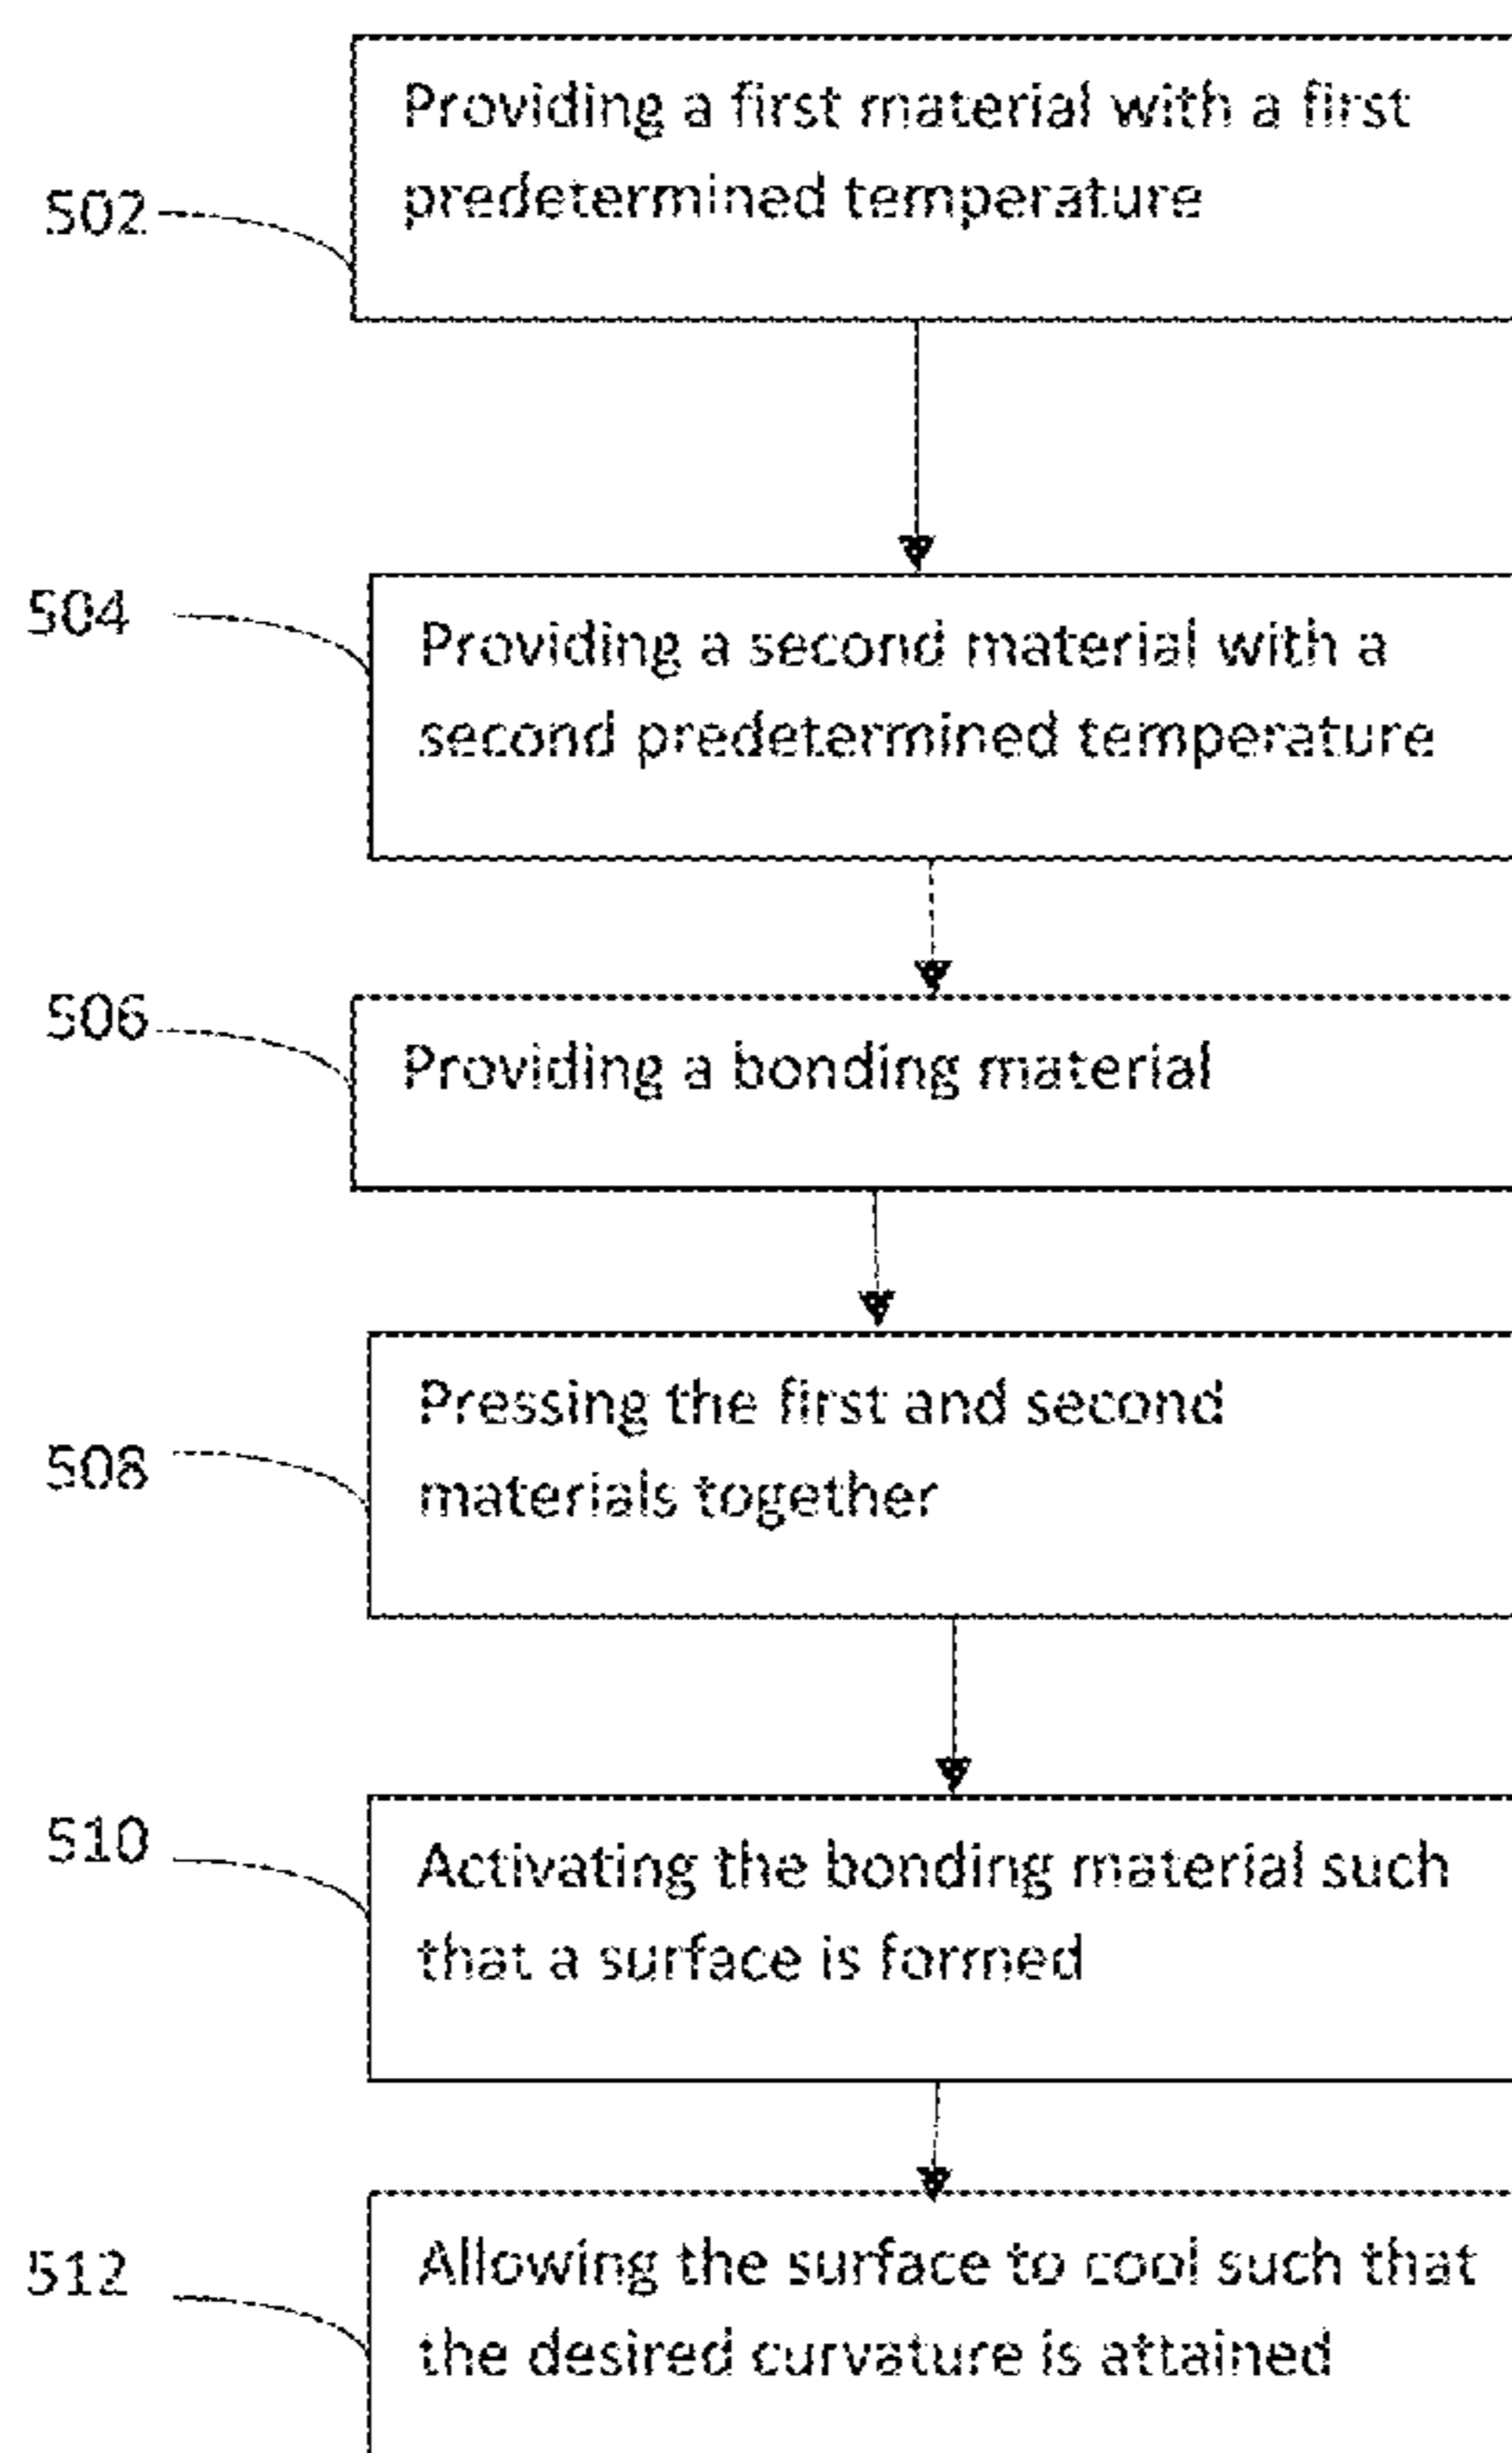 Providing a first material with a first
predetermined temperature
502
504
Providing a second material with a
second predetermined temperature
506
Providing a bonding material
Pressing the first and second
508
materials together
510
Activating the bonding material such
that a surface is formed
512
Allowing the surface to cool such that
the desired curvature is attained